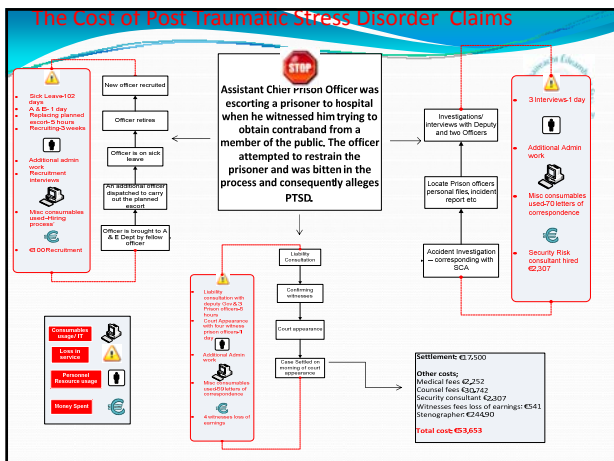 The Cost of Post Traumatic Stress Disorder Claims
STOP
Assistant Chief Prison Officer was
escorting a prisoner to hospital
when he witnessed him trying to
obtain contraband from a
member of the public, The officer
attempted to restrain the
prisoner and was bitten in the
process and consequently alleges
PTSD.
Sick Leave-102
days
A & E- 1 day
Replacing planned
escort-5 hours
Recruiting-3 weeks
Additional admin
work
Recruitment
interviews
Misc consumables
used-'Hiring
process'
Recruitment
New officer recruited
Officer retires
Officer is on sick
leave
An additional officer
dispatched to carry
out the planned
escort
Officer is brought to A
& E Dept by fellow
officer
Investigations/
interviews with Deputy
and two Officers
Locate Prison officers
personal files, incident
report etc
Accident Investigation
– corresponding with
SCA
3 Interviews-1 day
Additional Admin
work
Misc consumables
used-70 letters of
correspondence
Security Risk
consultant hired
€2,307
Liability
Consultation
Confirming
witnesses
Court appearance
Case Settled on
morning of court
appearance
Liability
consultation with
deputy Gov & 3
Prison officers-5
hours
Court Appearance
with four witness
prison officers-1
day
Additional Admin
work
Misc consumables
used-59 letters of
correspondence
4 witnesses loss of
earnings
Consumables
usage/ IT
Loss in
service
Personnel
Resource usage
Money Spent
Settlement: €17,500
Other costs;
Medical fees €2,252
Counsel fees €30,742
Security consultant €2,307
Witnesses fees loss of earnings: €541
Stenographer: €244.90
Total cost: €53,653